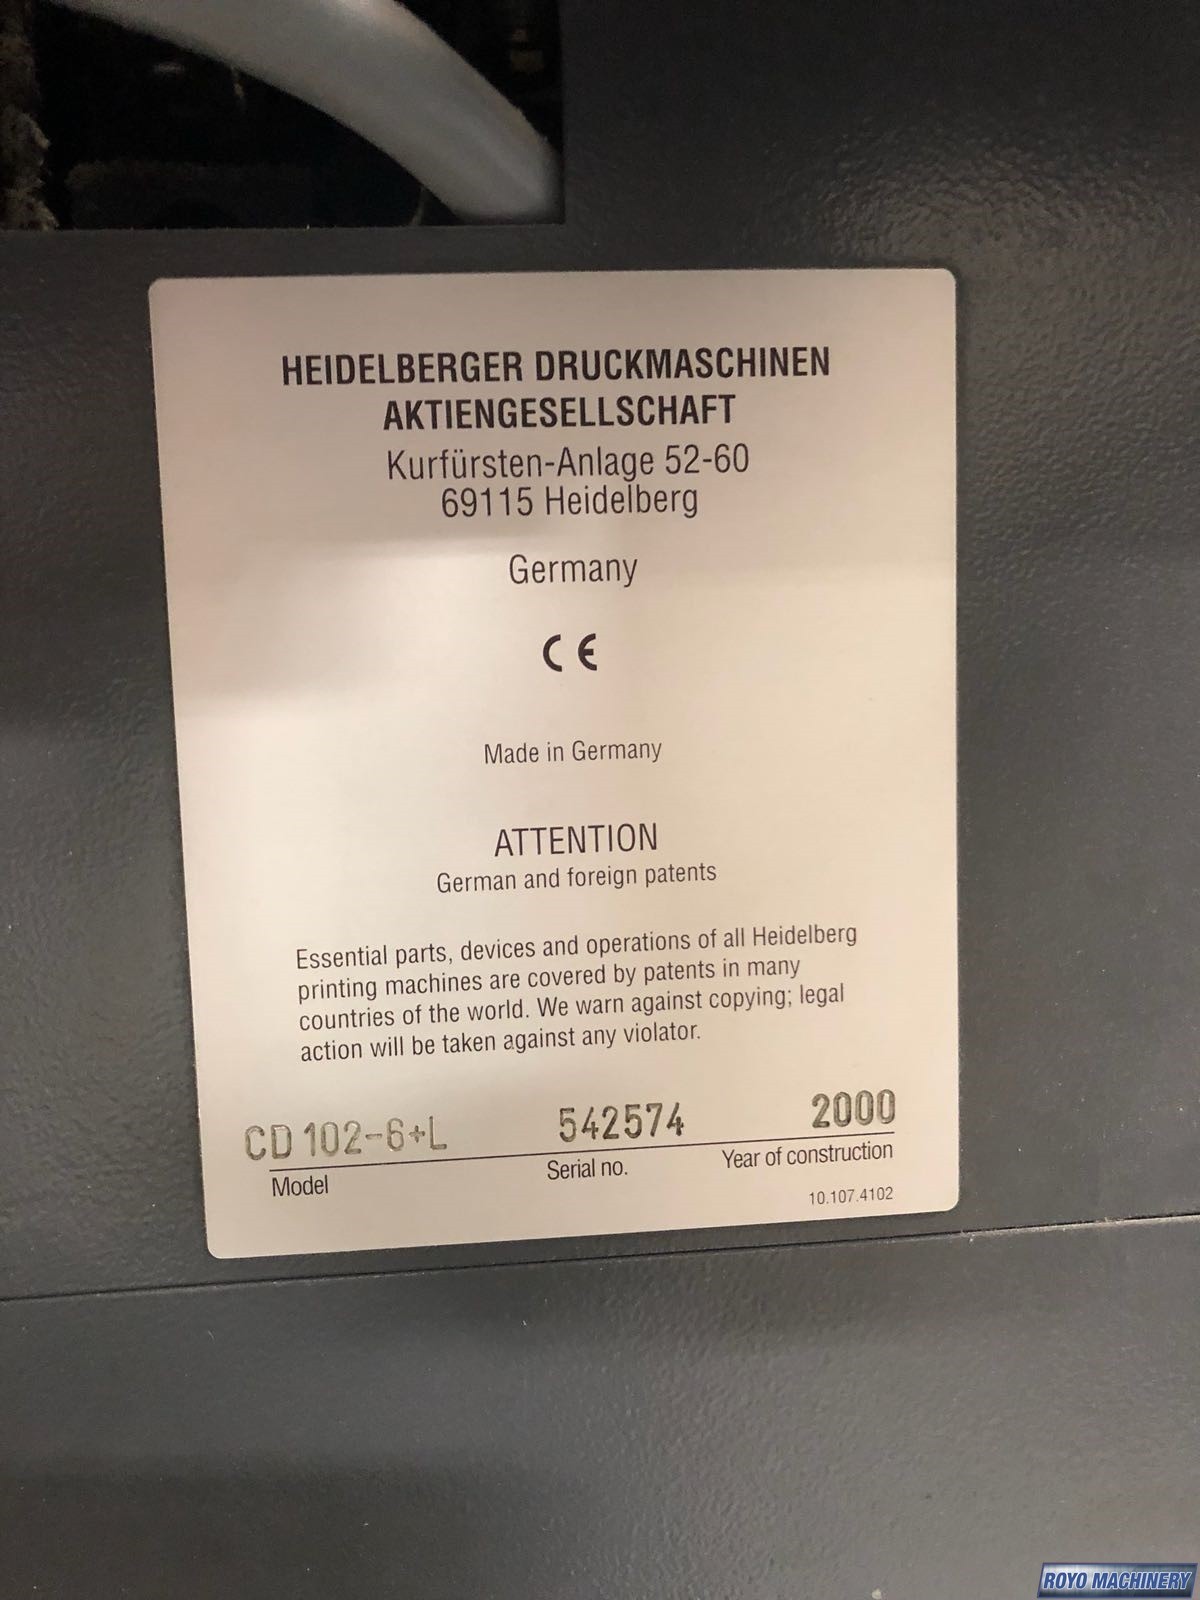 HEIDELBERGER DRUCKMASCHINEN
AKTIENGESELLSCHAFT
Kurfürsten-Anlage 52-60
69115 Heidelberg
Germany
CE
Made in Germany
ATTENTION
German and foreign patents
Essential parts, devices and operations of all Heidelberg
printing machines are covered by patents in many
countries of the world. We warn against copying; legal
action will be taken against any violator.
CD 102-6+L 542574 2000
Model Serial no. Year of construction
10.107.4102
ROYO MACHINERY